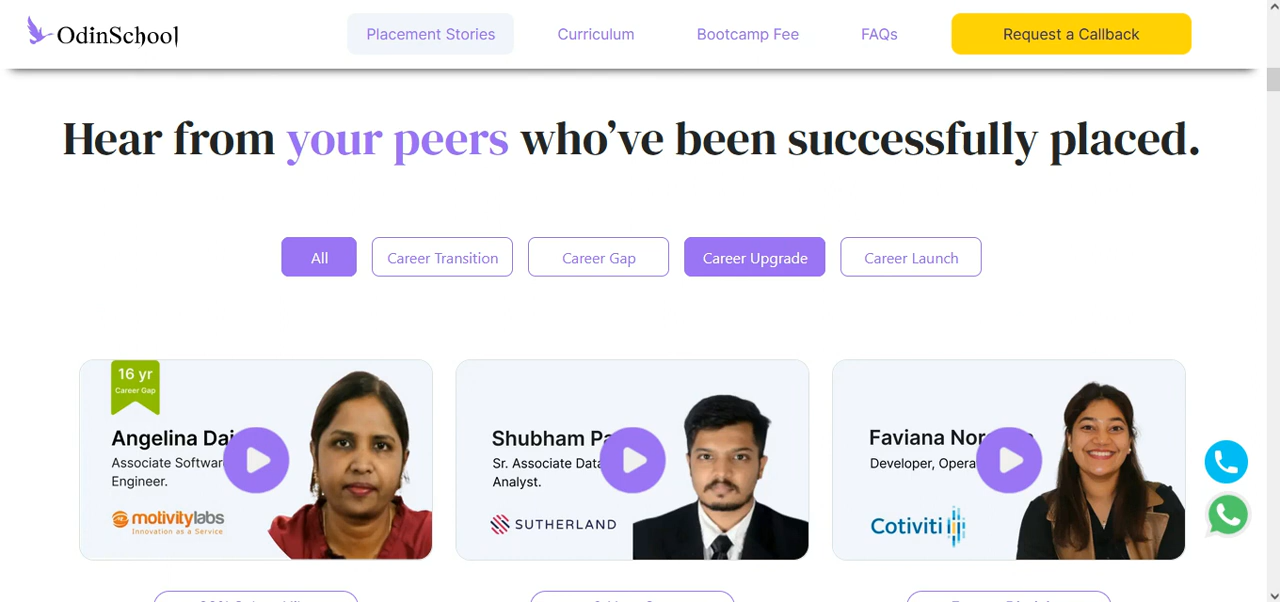 OdinSchool
Placement Stories
Curriculum
Bootcamp Fee
FAQs
Request a Callback
Hear from your peers who’ve been successfully placed.
All
Career Transition
Career Gap
Career Upgrade
Career Launch
16 yr
Career Gap
Angelina
Associate Software
Engineer.
motivitylabs
Innovation as a Service
Shubham
Sr. Associate Data
Analyst.
SUTHERLAND
Faviana
Developer,
Cotiviti